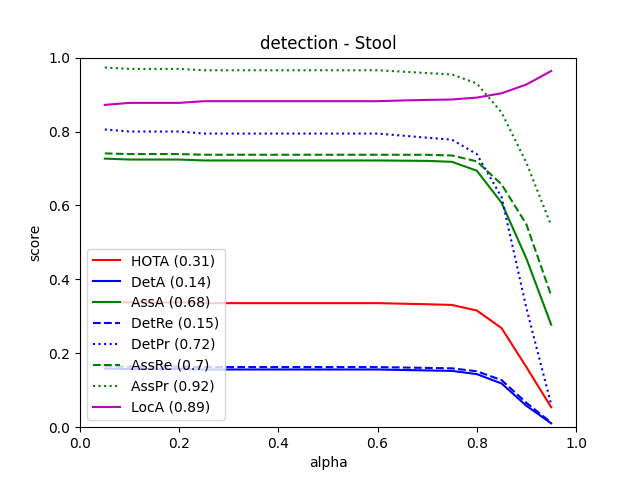 detection - Stool
score
1.0
0.8
0.6
0.4
0.2
0.0
HOTA (0.31)
DetA (0.14)
AssA (0.68)
DetRe (0.15)
DetPr (0.72)
AssRe (0.7)
AssPr (0.92)
LocA (0.89)
0.0 0.2 0.4 0.6 0.8 1.0
alpha